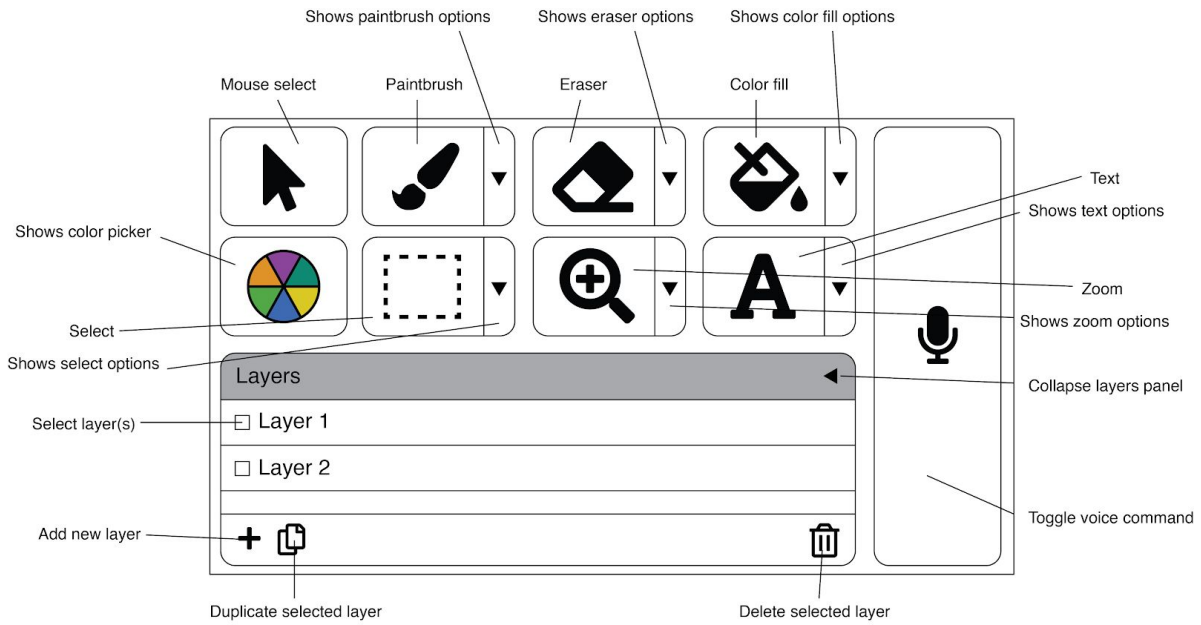 Shows paintbrush options
Shows eraser options
Shows color fill options
Mouse select
Paintbrush
Eraser
Color fill
Text
Shows text options
Shows color picker
A
Zoom
Shows zoom options
Select
Shows select options
Layers
Collapse layers panel
Select layer(s)
Layer 1
Layer 2
Toggle voice command
Add new layer
Duplicate selected layer
Delete selected layer